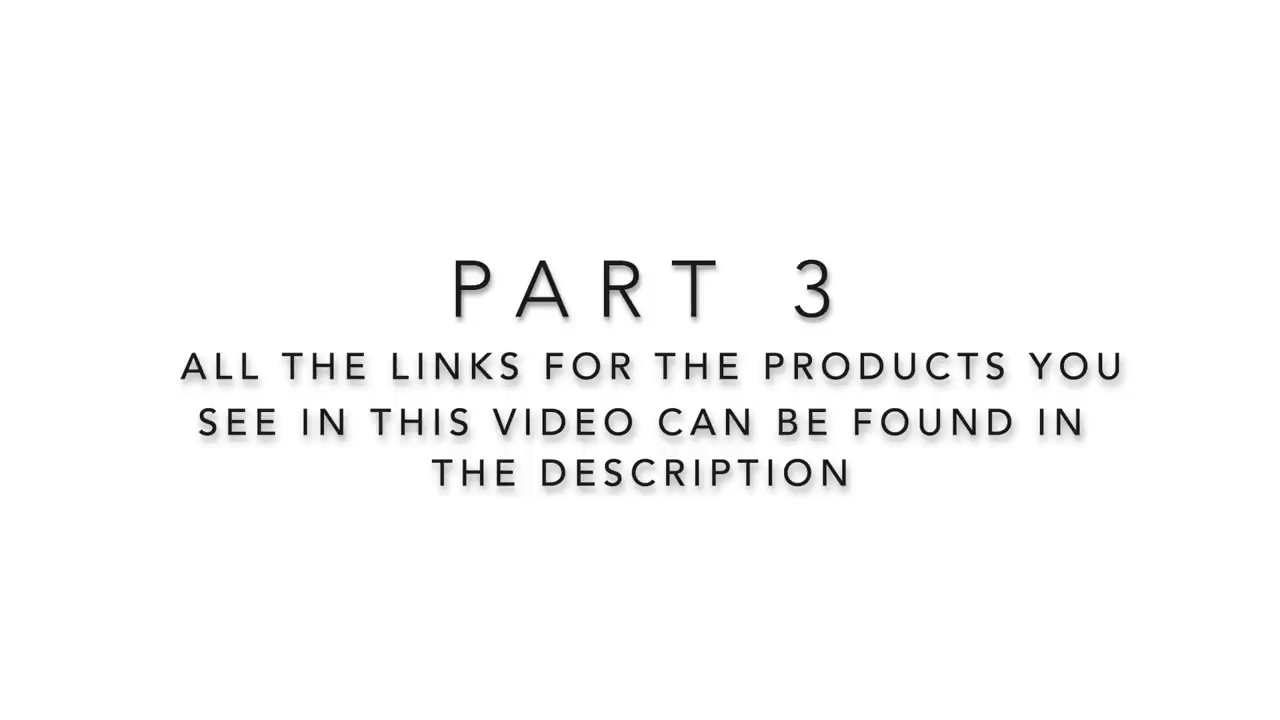 PART 3
ALL THE LINKS FOR THE PRODUCTS YOU
SEE IN THIS VIDEO CAN BE FOUND IN
THE DESCRIPTION